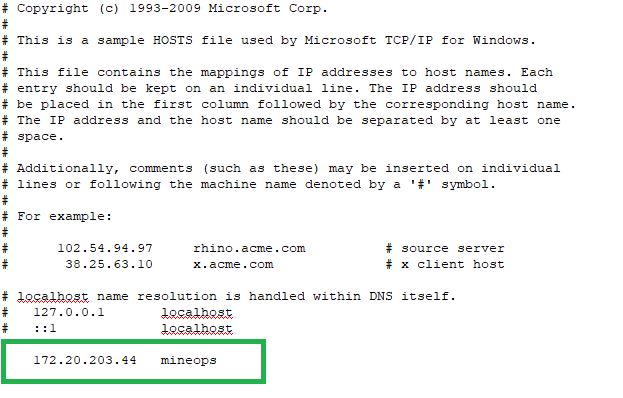 # Copyright (c) 1993-2009 Microsoft Corp.
#
# This is a sample HOSTS file used by Microsoft TCP/IP for Windows.
#
# This file contains the mappings of IP addresses to host names. Each
# entry should be kept on an individual line. The IP address should
# be placed in the first column followed by the corresponding host name.
# The IP address and the host name should be separated by at least one
# space.
#
# Additionally, comments (such as these) may be inserted on individual
# lines or following the machine name denoted by a '#' symbol.
#
# For example:
#
#      102.54.94.97     rhino.acme.com          # source server
#       38.25.63.10     x.acme.com              # x client host

# localhost name resolution is handled within DNS itself.
#   127.0.0.1       localhost
#   ::1             localhost

    172.20.203.44   mineops